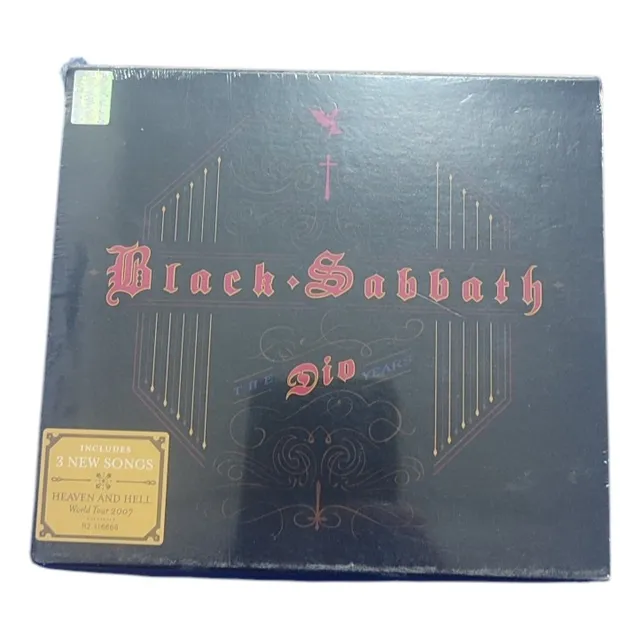 Black · Sabbath
THE Dio YEARS
INCLUDES
3 NEW SONGS
HEAVEN AND HELL
World Tour 2007